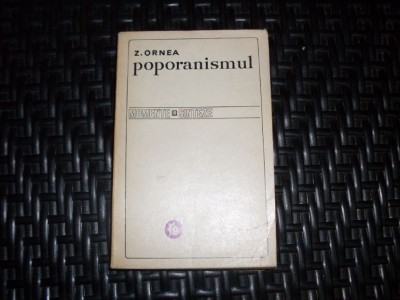 Z. ORNEA
poporanismul
MOMENTE SINTEZE